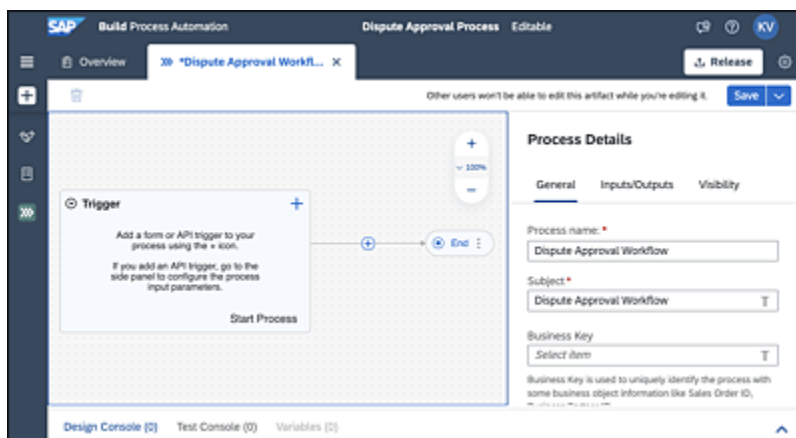 SAP Build Process Automation Dispute Approval Process Editable KV
Overview *Dispute Approval Workfl... Release
Other users won't be able to edit this artifact while you're editing it. Save
Process Details
100%
General Inputs/Outputs Visibility
Trigger
Add a form or API trigger to your
process using the + icon.
If you add an API trigger, go to the
side panel to configure the process
input parameters.
Start Process
End
Process name: *
Dispute Approval Workflow
Subject *
Dispute Approval Workflow T
Business Key
Select item T
Business Key is used to uniquely identify the process with
some business object information like Sales Order ID,
Design Console (0) Test Console (0) Variables (0)